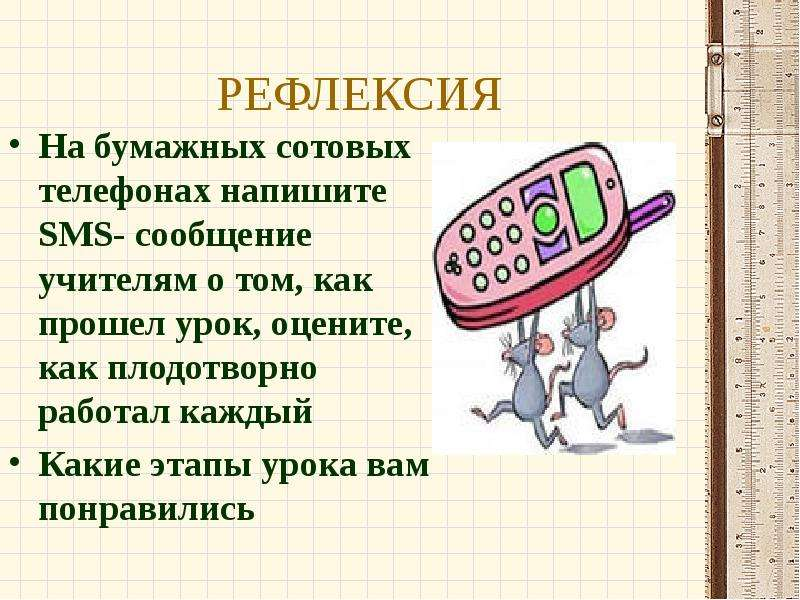 РЕФЛЕКСИЯ
• На бумажных сотовых
телефонах напишите
SMS- сообщение
учителям о том, как
прошел урок, оцените,
как плодотворно
работал каждый
• Какие этапы урока вам
понравились